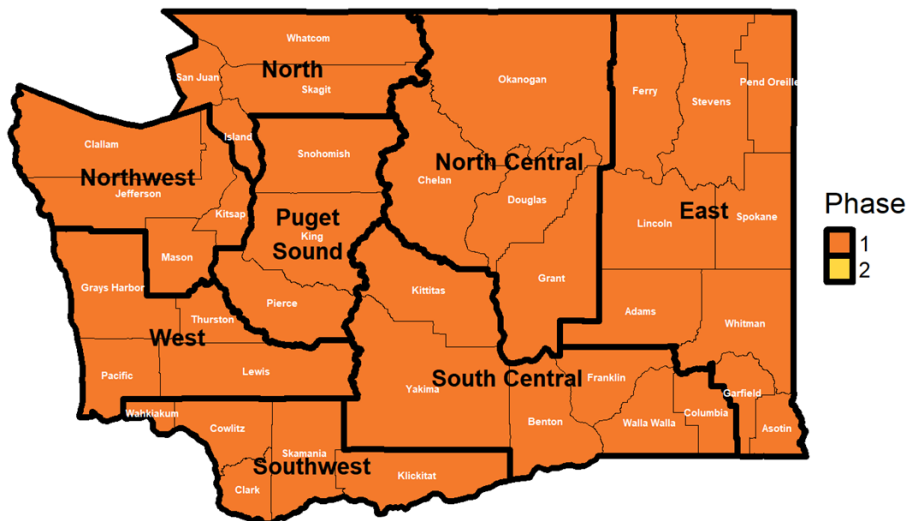 Whatcom
San Juan
North
Skagit
Okanogan
Ferry
Stevens
Pend Oreille
Island
Clallam
Northwest
Jefferson
Kitsap
Mason
Snohomish
Puget
King
Sound
Pierce
North Central
Chelan
Douglas
Grant
East
Lincoln
Spokane
Adams
Whitman
Phase
1
2
Grays Harbor
Thurston
West
Pacific
Lewis
Kittitas
South Central
Yakima
Franklin
Benton
Walla Walla
Columbia
Garfield
Asotin
Wahkiakum
Cowlitz
Skamania
Southwest
Clark
Klickitat